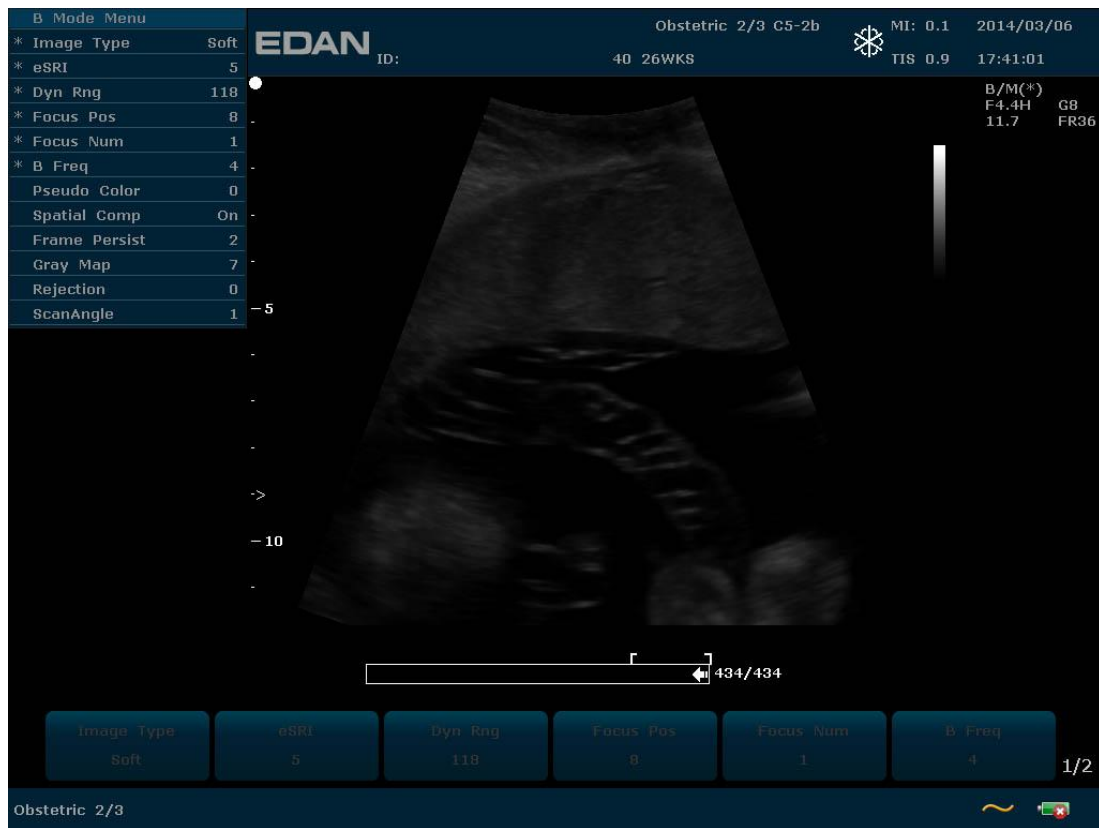 B Mode Menu
* Image Type Soft
* eSRI 5
* Dyn Rng 118
* Focus Pos 8
* Focus Num 1
* B Freq 4
Pseudo Color 0
Spatial Comp On
Frame Persist 2
Gray Map 7
Rejection 0
ScanAngle 1
EDAN
Obstetric 2/3 C5-2b
MI: 0.1
2014/03/06
ID:
40 26WKS
TIS 0.9
17:41:01
B/M(*)
F4.4H G8
11.7 FR36
5
->
10
434/434
Image Type
Soft
eSRI
5
Dyn Rng
118
Focus Pos
8
Focus Num
1
B Freq
4
1/2
Obstetric 2/3